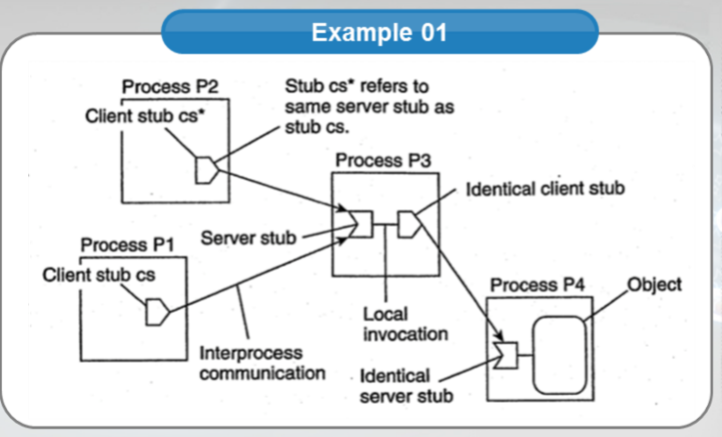 Example 01
Process P2
Client stub cs*
Stub cs* refers to
same server stub as
stub cs.
Process P3
Identical client stub
Server stub
Process P1
Client stub cs
Process P4
Object
Local
invocation
Interprocess
communication
Identical
server stub